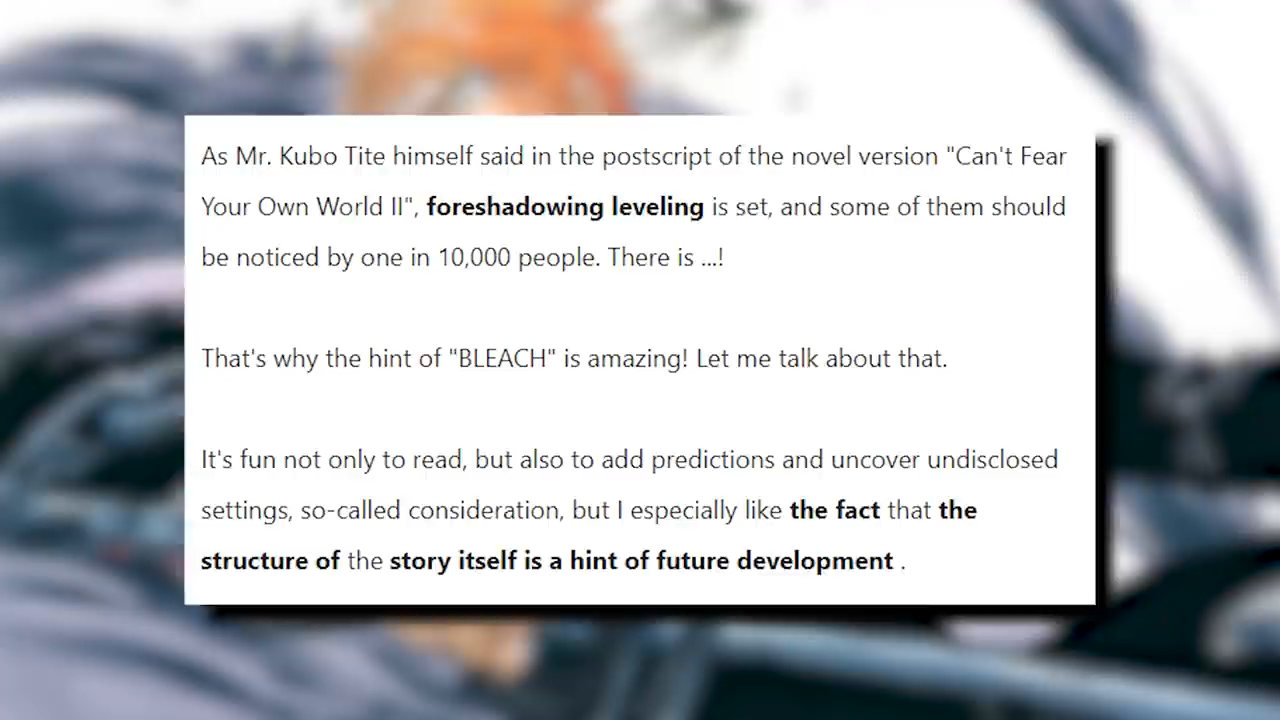 As Mr. Kubo Tite himself said in the postscript of the novel version "Can't Fear
Your Own World II", foreshadowing leveling is set, and some of them should
be noticed by one in 10,000 people. There is ...!
That's why the hint of "BLEACH" is amazing! Let me talk about that.
It's fun not only to read, but also to add predictions and uncover undisclosed
settings, so-called consideration, but I especially like the fact that the
structure of the story itself is a hint of future development .